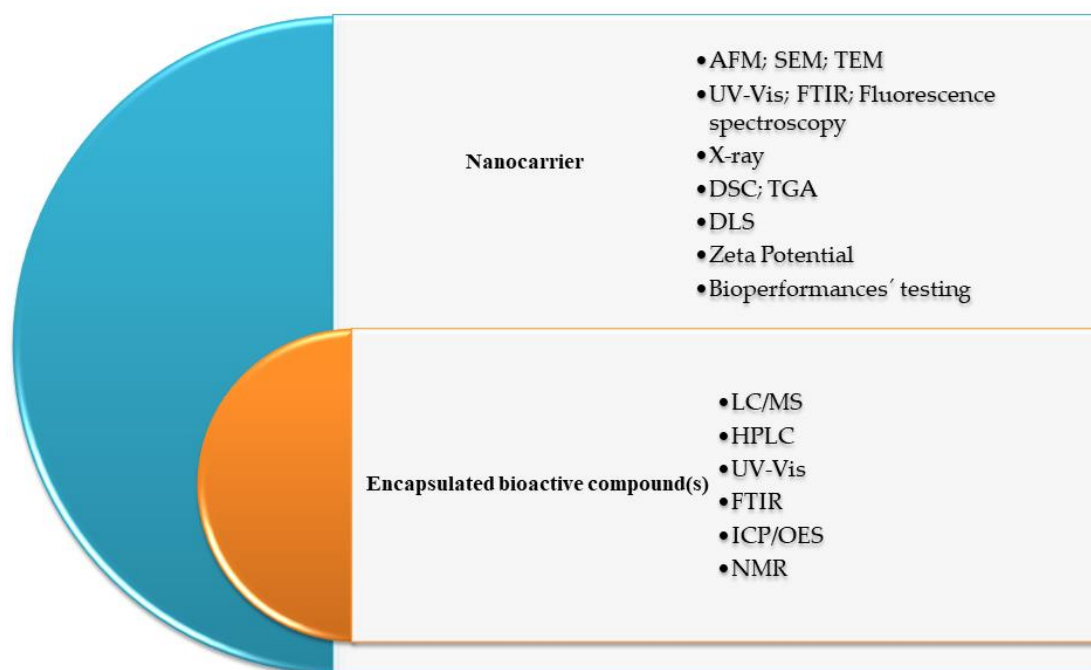 Nanocarrier
•AFM; SEM; TEM
•UV-Vis; FTIR; Fluorescence
spectroscopy
•X-ray
•DSC; TGA
•DLS
•Zeta Potential
•Bioperformances´ testing
Encapsulated bioactive compound(s)
•LC/MS
•HPLC
•UV-Vis
•FTIR
•ICP/OES
•NMR